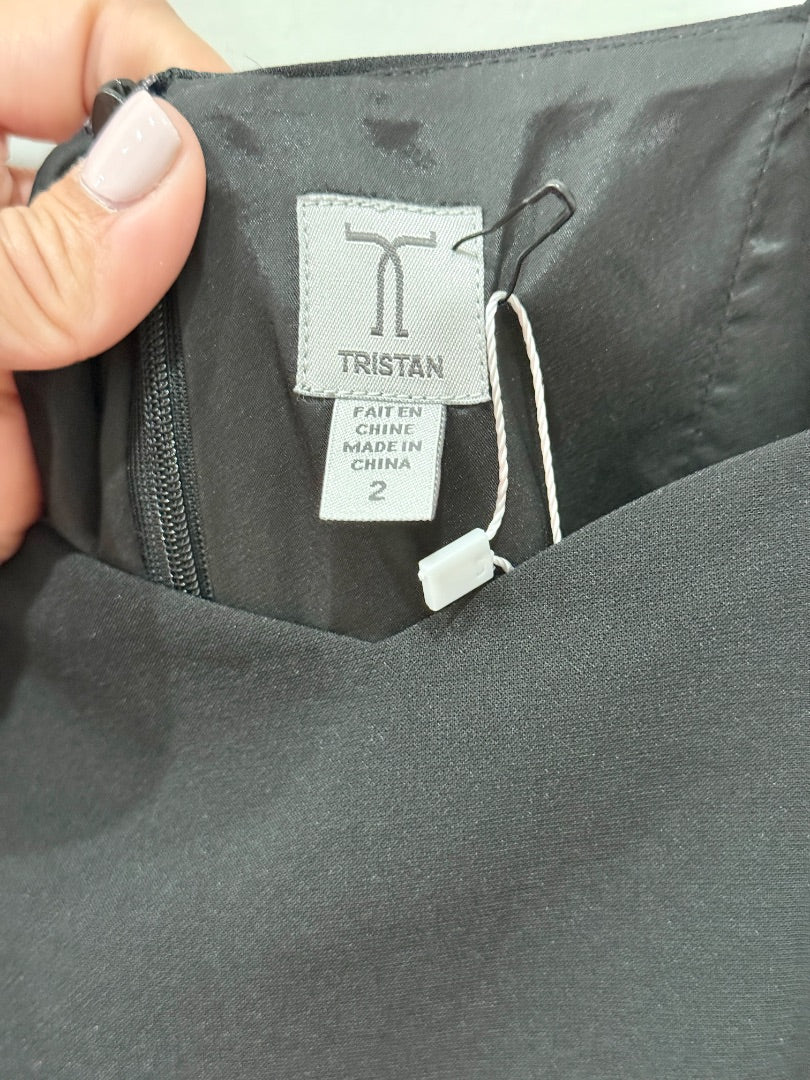 TRISTAN
FAIT EN
CHINE
MADE IN
CHINA
2